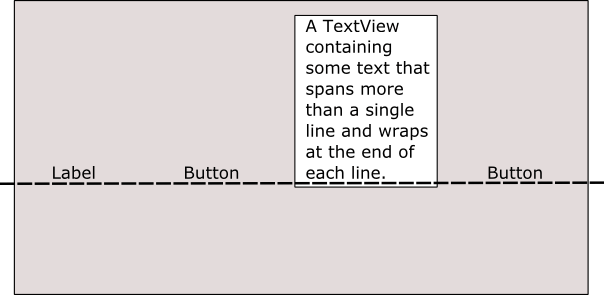 A TextView
containing
some text that
spans more
than a single
line and wraps
at the end of
each line.
Label
Button
Button